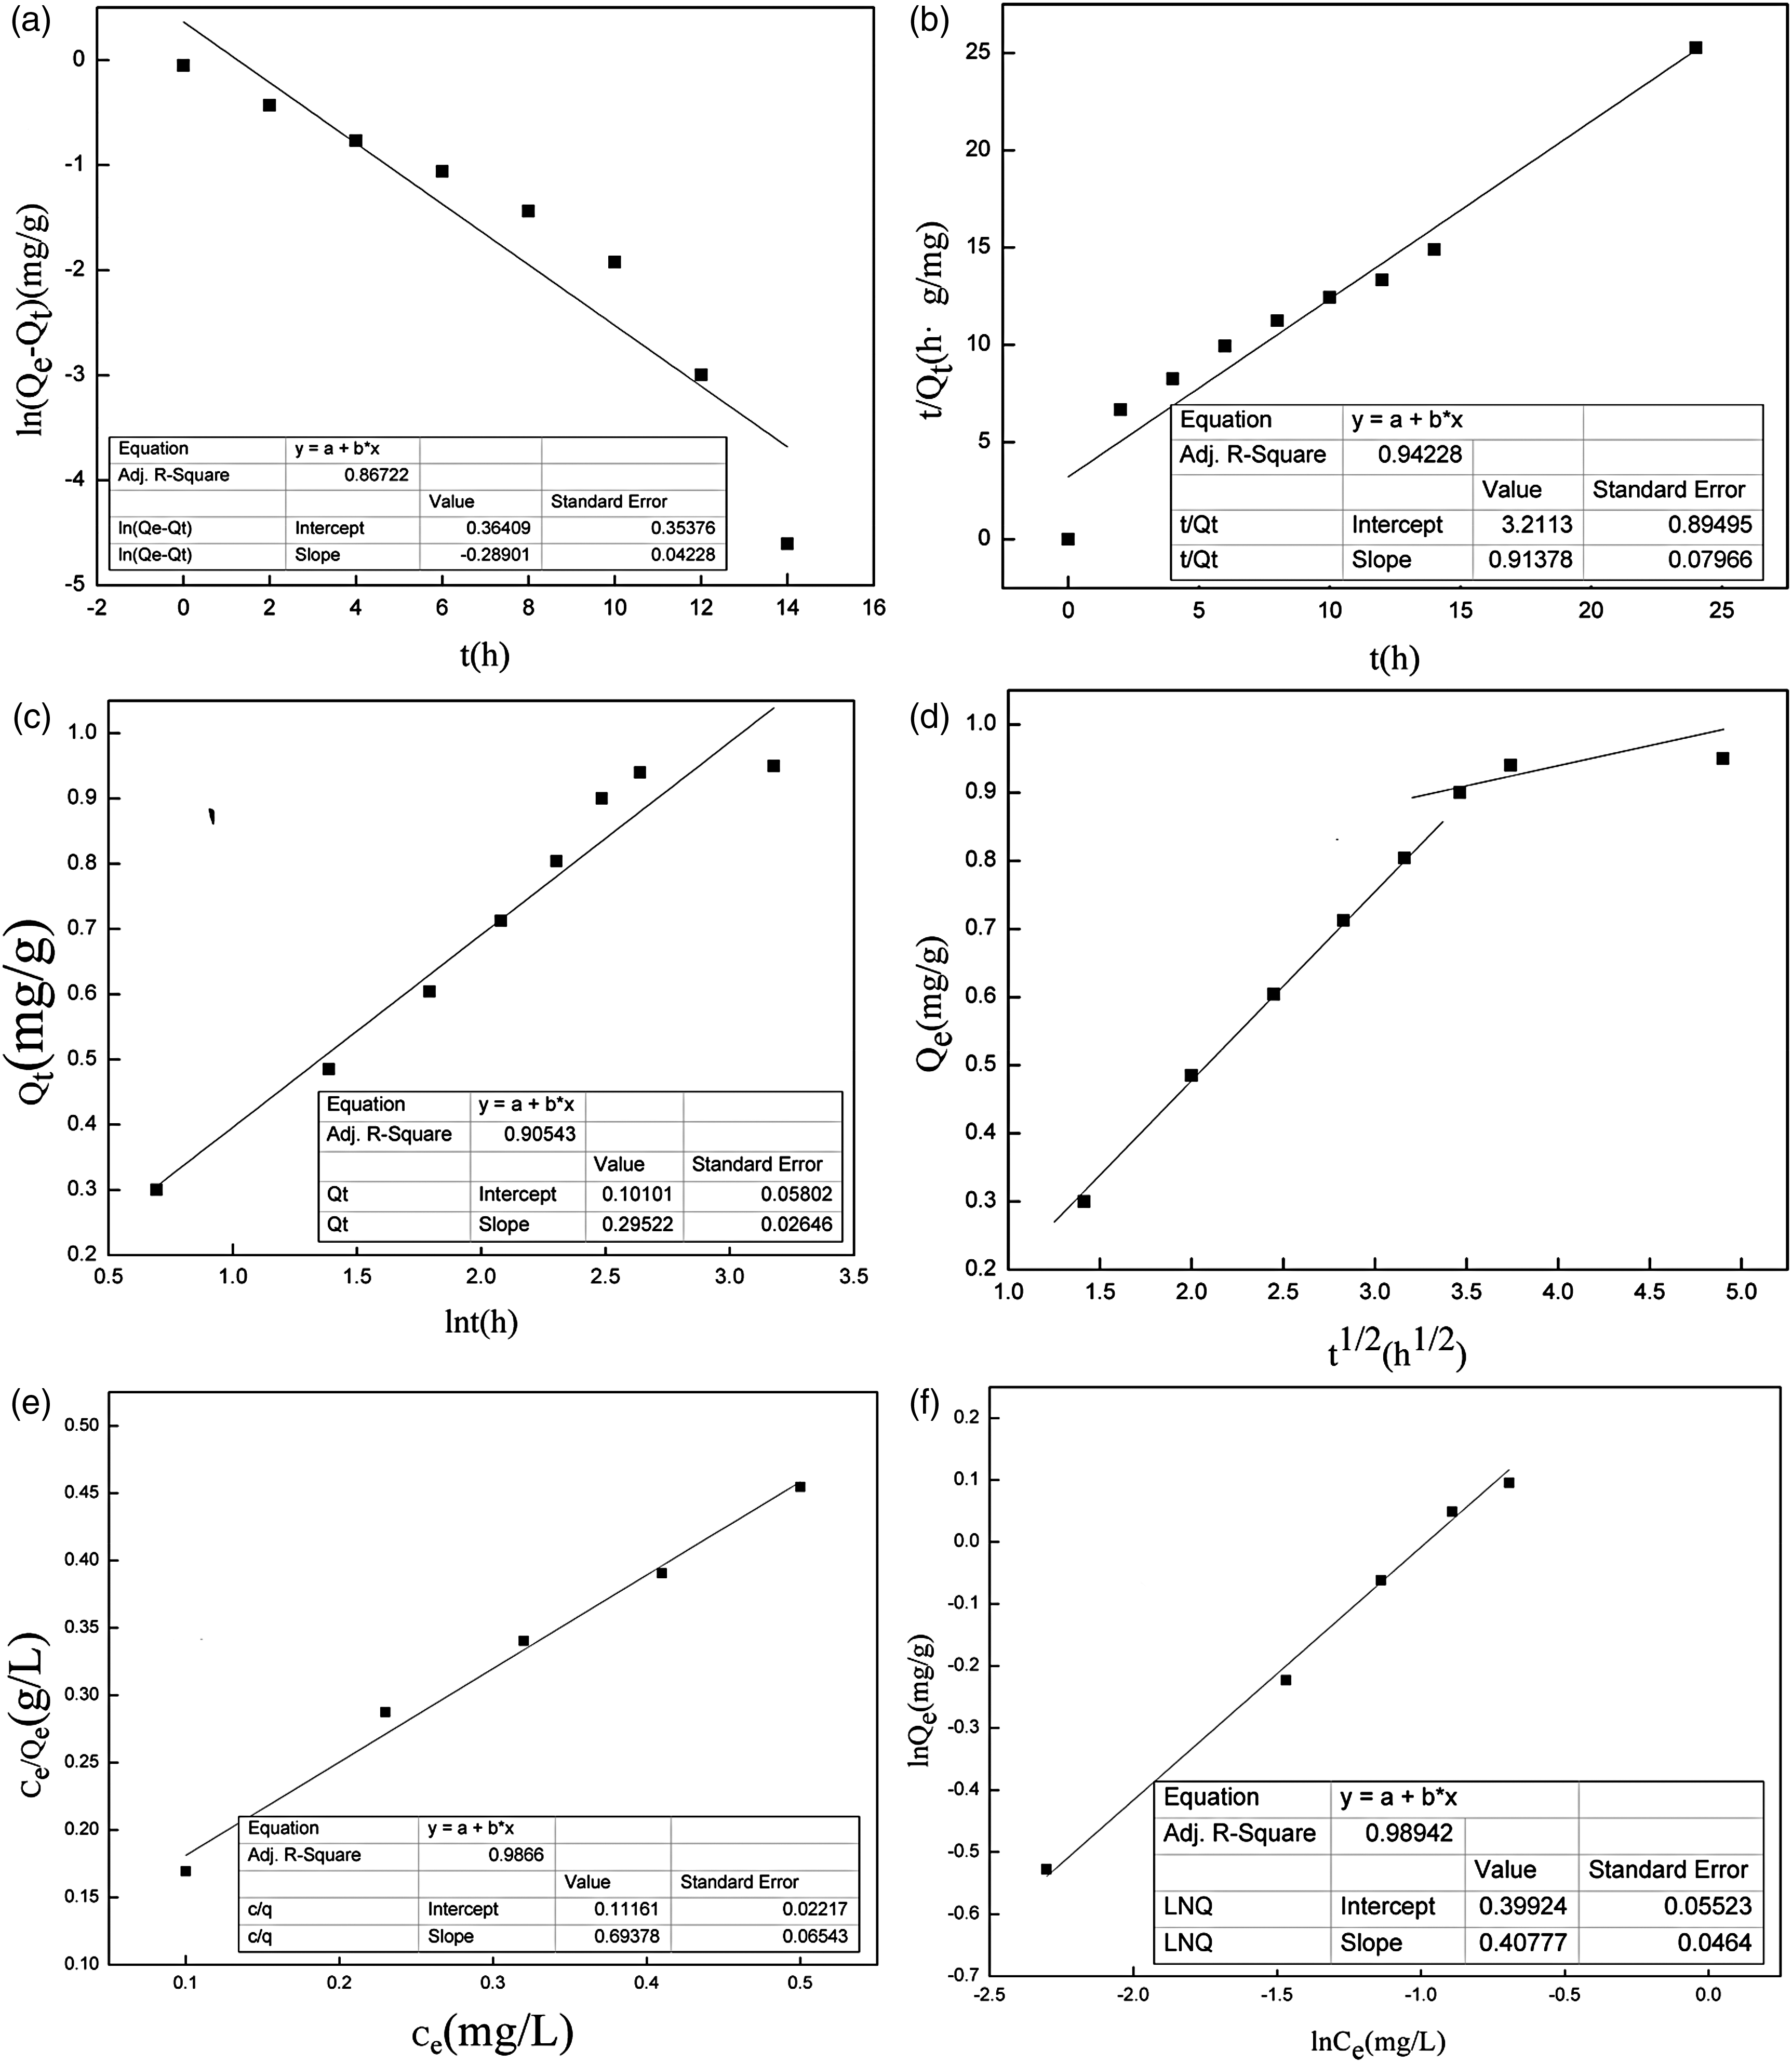 (a)
0
-1
-2
-3
-4
-5
ln(Qe-Qt)(mg/g)
Equation y = a + b*x
Adj. R-Square 0.86722
Value Standard Error
ln(Qe-Qt) Intercept 0.36409 0.35376
ln(Qe-Qt) Slope -0.28901 0.04228
-2 0 2 4 6 8 10 12 14 16
t(h)
(b)
25
20
15
10
5
0
t/Qt(h· g/mg)
Equation y = a + b*x
Adj. R-Square 0.94228
Value Standard Error
t/Qt Intercept 3.2113 0.89495
t/Qt Slope 0.91378 0.07966
0 5 10 15 20 25
t(h)
(c)
1.0
0.9
0.8
0.7
0.6
0.5
0.4
0.3
0.2
Qt(mg/g)
Equation y = a + b*x
Adj. R-Square 0.90543
Value Standard Error
Qt Intercept 0.10101 0.05802
Qt Slope 0.29522 0.02646
0.5 1.0 1.5 2.0 2.5 3.0 3.5
lnt(h)
(d)
1.0
0.9
0.8
0.7
0.6
0.5
0.4
0.3
0.2
Qe(mg/g)
1.0 1.5 2.0 2.5 3.0 3.5 4.0 4.5 5.0
t1/2(h1/2)
(e)
0.50
0.45
0.40
0.35
0.30
0.25
0.20
0.15
0.10
Ce/Qe(g/L)
Equation y = a + b*x
Adj. R-Square 0.9866
Value Standard Error
c/q Intercept 0.11161 0.02217
c/q Slope 0.69378 0.06543
0.1 0.2 0.3 0.4 0.5
Ce(mg/L)
(f)
0.2
0.1
0.0
-0.1
-0.2
-0.3
-0.4
-0.5
-0.6
-0.7
lnQe(mg/g)
Equation y = a + b*x
Adj. R-Square 0.98942
Value Standard Error
LNQ Intercept 0.39924 0.05523
LNQ Slope 0.40777 0.0464
-2.5 -2.0 -1.5 -1.0 -0.5 0.0
lnCe(mg/L)